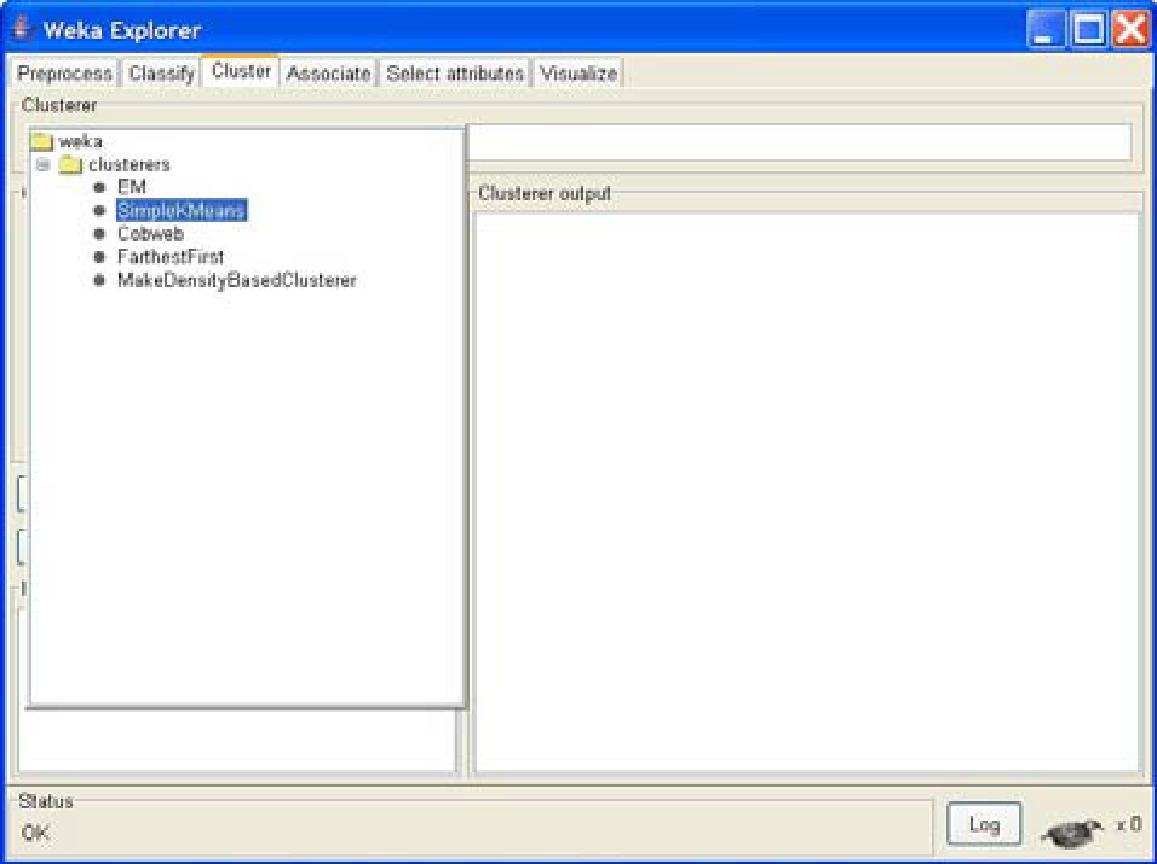 Weka Explorer
Preprocess Classify Cluster Associate Select attributes Visualize
Clusterer
weka
clusterers
EM
SimpleKMeans
Cobweb
FarthestFirst
MakeDensityBasedClusterer
Clusterer output
Status
OK
Log
x 0